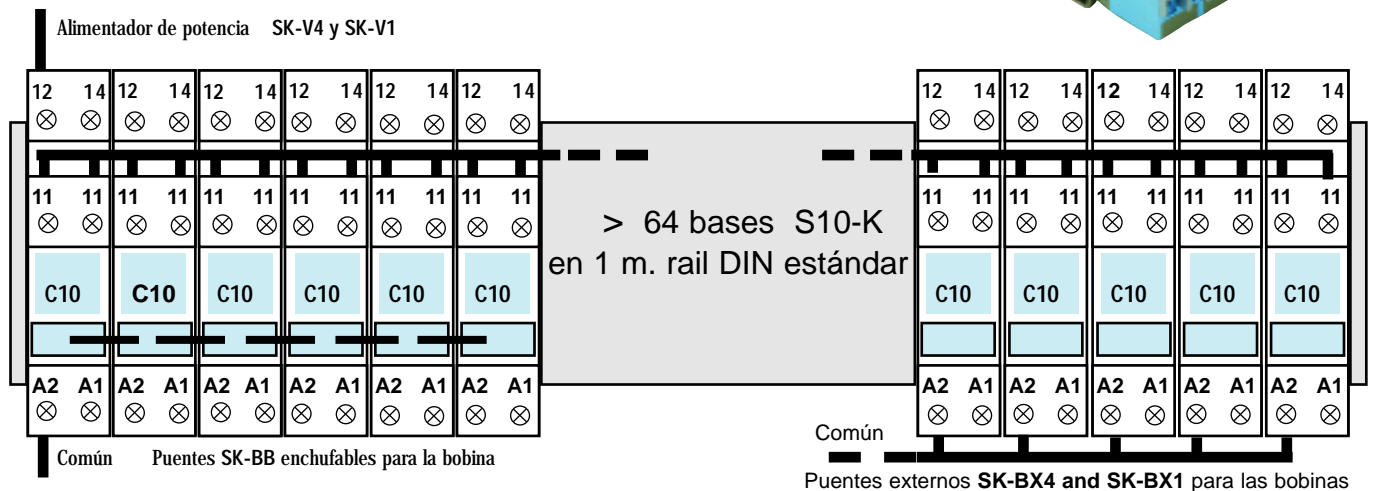 Alimentador de potencia SK-V4 y SK-V1
12 14 12 14 12 14 12 14 12 14 12 14 12 14 12 14 12 14 12 14 12 14
11 11 11 11 11 11 11 11 11 11 11 11 11 11 11 11 11 11 11 11 11 11
> 64 bases S10-K
en 1 m. rail DIN estándar
C10 C10 C10 C10 C10 C10 C10 C10 C10 C10 C10
A2 A1 A2 A1 A2 A1 A2 A1 A2 A1 A2 A1 A2 A1 A2 A1 A2 A1 A2 A1 A2 A1
Común Puentes SK-BB enchufables para la bobina
Común
Puentes externos SK-BX4 and SK-BX1 para las bobinas